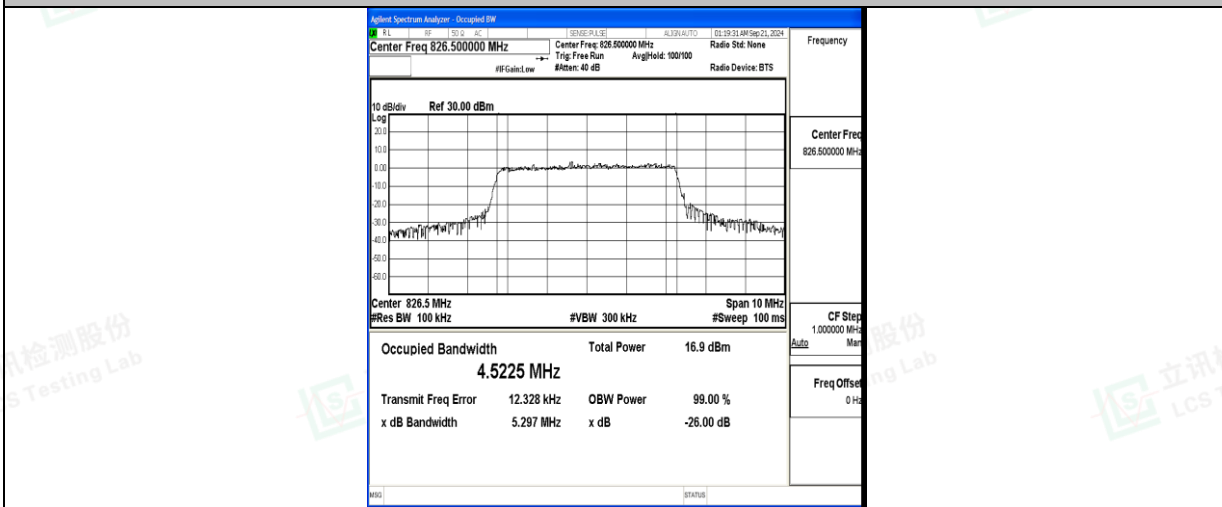 Agilent Spectrum Analyzer - Occupied BW
RL RF 50 Ω AC SENSE:PULSE ALIGN AUTO 01:19:31 AM Sep 21, 2024
Center Freq 826.500000 MHz
Center Freq: 826.500000 MHz
Radio Std: None
Trig: Free Run Avg|Hold: 100/100
#IFGain:Low #Atten: 40 dB Radio Device: BTS
Frequency
10 dB/div Ref 30.00 dBm
Log
20.0
10.0
0.00
-10.0
-20.0
-30.0
-40.0
-50.0
-60.0
Center Freq
826.500000 MHz
Center 826.5 MHz Span 10 MHz
#Res BW 100 kHz #VBW 300 kHz #Sweep 100 ms
CF Step
1.000000 MHz
Auto Man
Occupied Bandwidth Total Power 16.9 dBm
4.5225 MHz
Transmit Freq Error 12.328 kHz OBW Power 99.00 %
x dB Bandwidth 5.297 MHz x dB -26.00 dB
Freq Offset
0 Hz
MSG STATUS
讯检测股份
CS Testing Lab
股份
ng Lab
立讯
LCS T